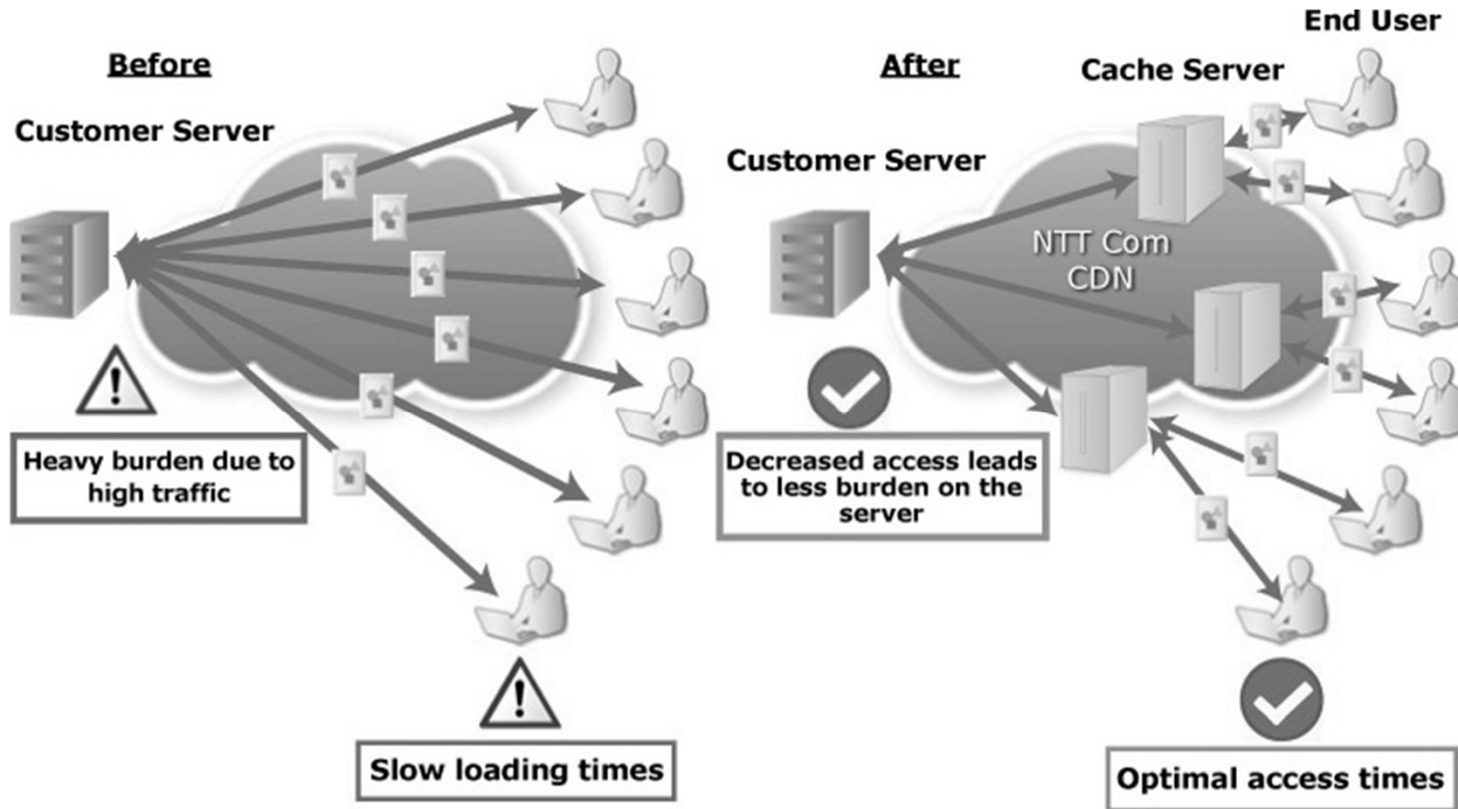 Before
Customer Server
Heavy burden due to
high traffic
Slow loading times
After
End User
Cache Server
Customer Server
NTT Com
CDN
Decreased access leads
to less burden on the
server
Optimal access times